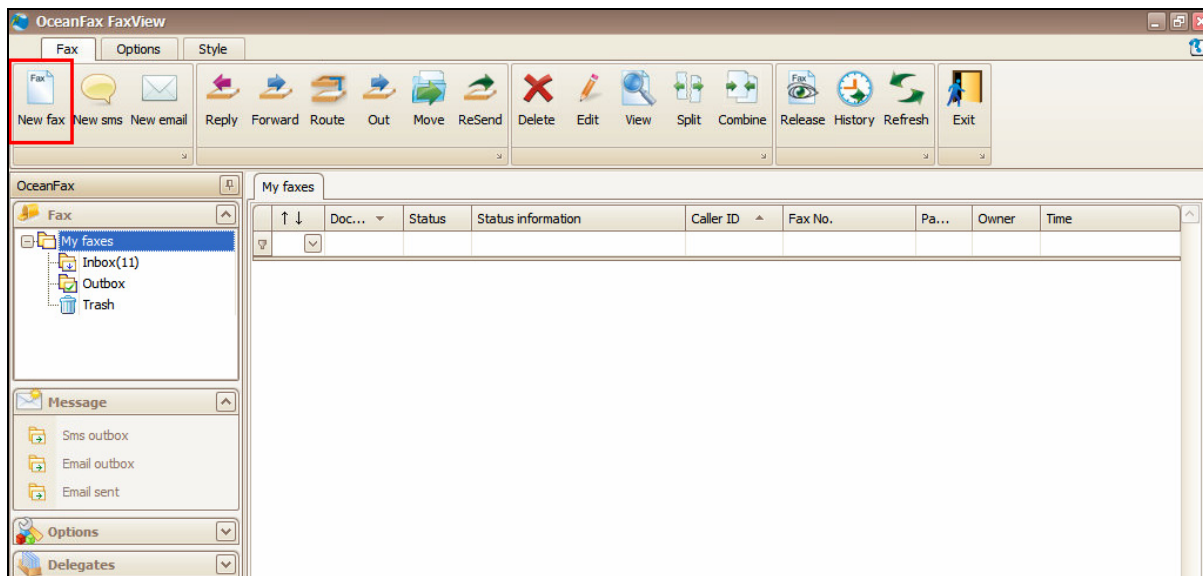 OceanFax FaxView
Fax Options Style
Fax Fax
New fax New sms New email Reply Forward Route Out Move ReSend Delete Edit View Split Combine Release History Refresh Exit
OceanFax
My faxes
Fax
↑↓ Doc... Status Status information Caller ID Fax No. Pa... Owner Time
My faxes
Inbox(11)
Outbox
Trash
Message
Sms outbox
Email outbox
Email sent
Options
Delegates